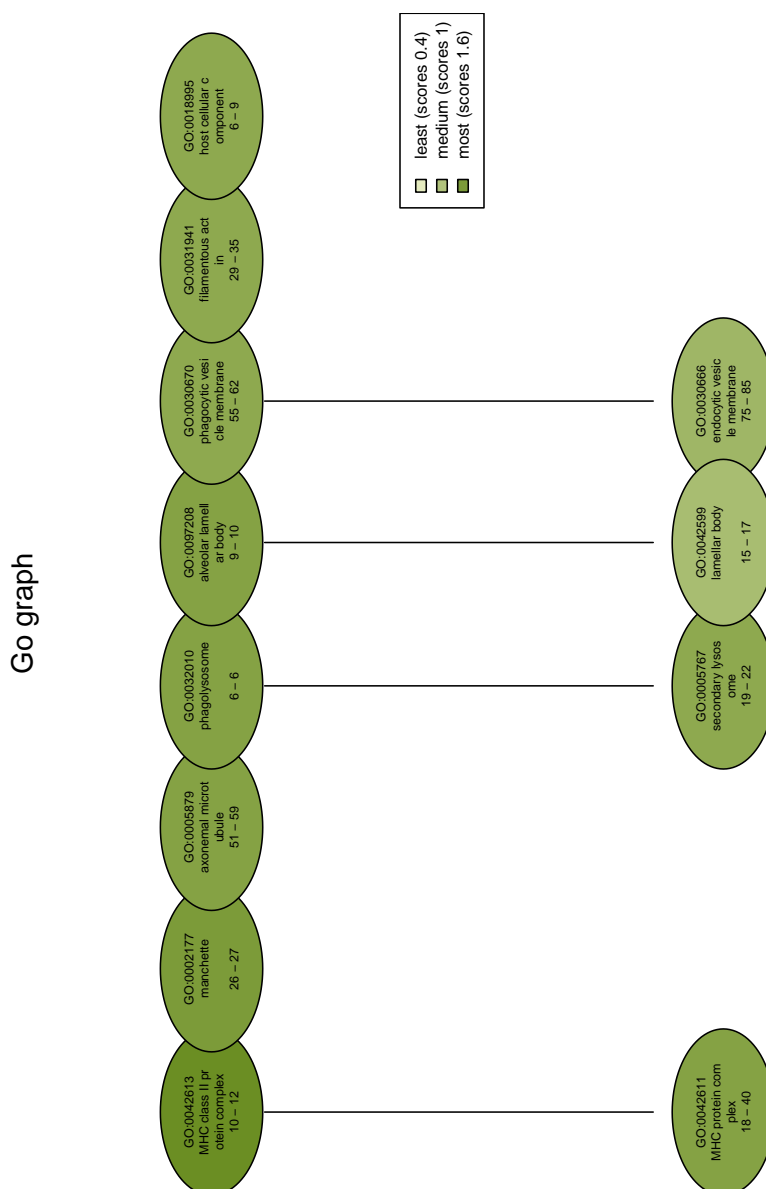 Go graph
GO:0042613
MHC class II pr
otein complex
10 – 12
GO:0002177
manchette
26 – 27
GO:0005879
axonemal microt
ubule
51 – 59
GO:0032010
phagolysosome
6 – 6
GO:0097208
alveolar lamell
ar body
9 – 10
GO:0030670
phagocytic vesi
cle membrane
55 – 62
GO:0031941
filamentous act
in
29 – 35
GO:0018995
host cellular c
omponent
6 – 9
least (scores 0.4)
medium (scores 1)
most (scores 1.6)
GO:0042611
MHC protein com
plex
18 – 40
GO:0005767
secondary lysos
ome
19 – 22
GO:0042599
lamellar body
15 – 17
GO:0030666
endocytic vesic
le membrane
75 – 85